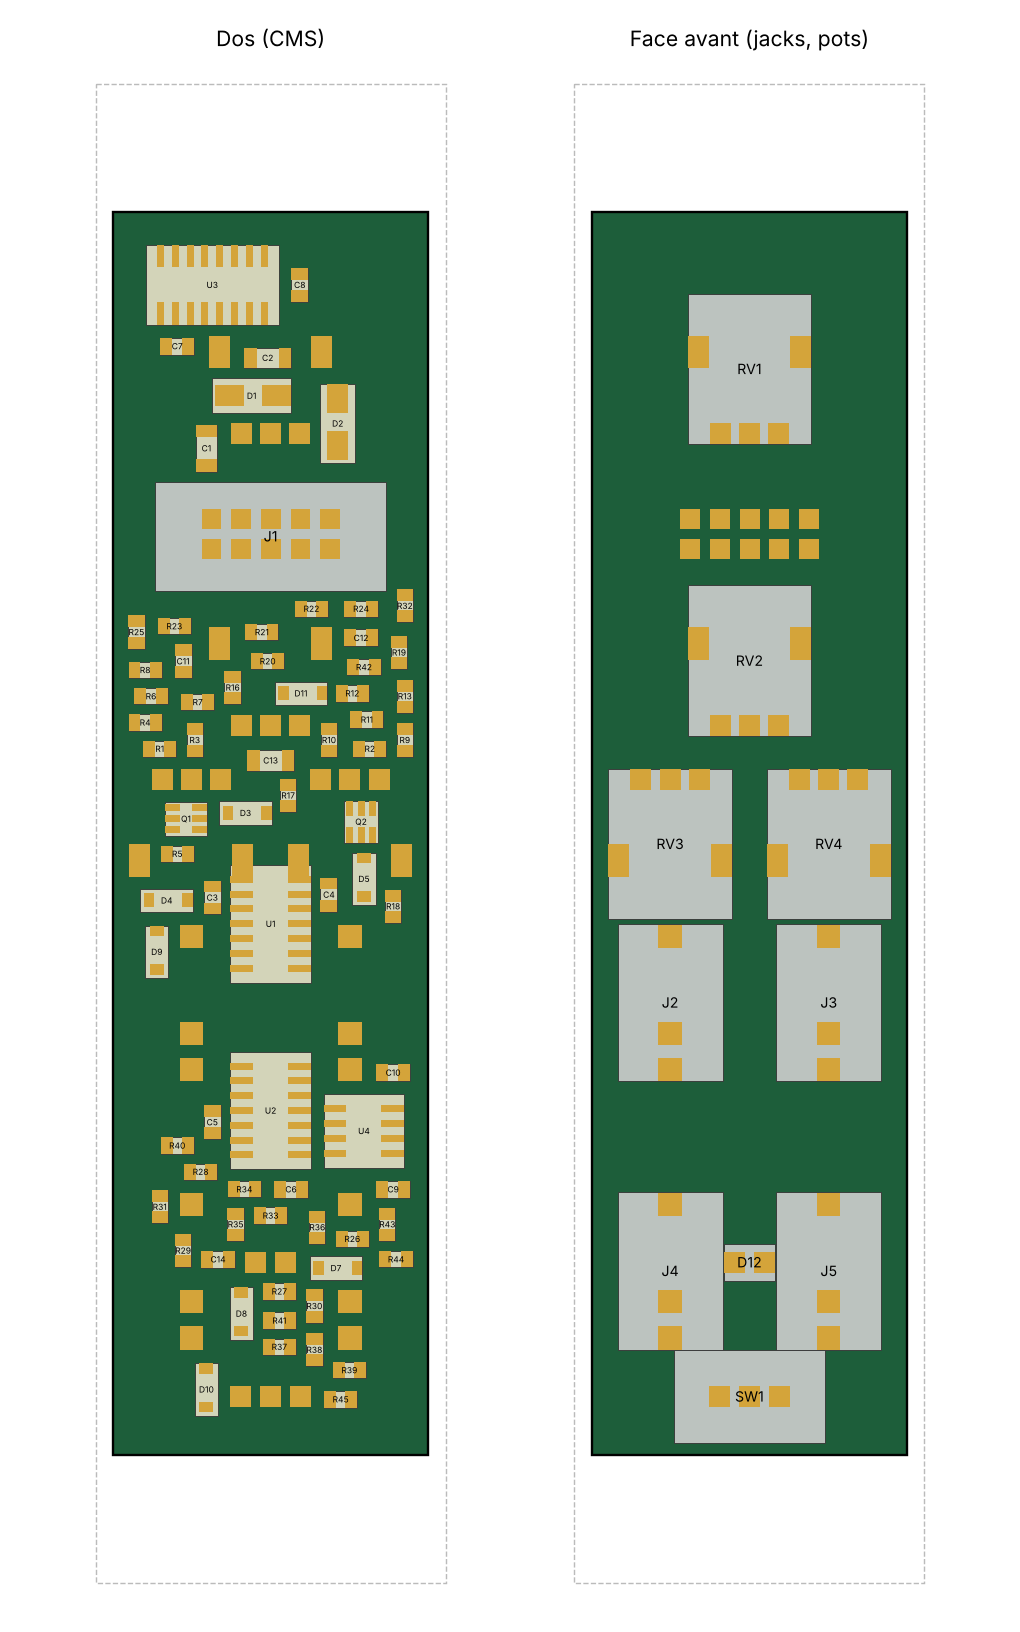 Dos (CMS)
Face avant (jacks, pots)
U3
C8
C7
C2
D1
D2
C1
J1
R22
R24
R32
R25
R23
R21
C12
R19
C11
R8
R20
R42
R16
R6
R7
D11
R12
R13
R4
R11
R1
R3
R10
R2
R9
C13
R17
D3
Q1
Q2
R5
D4
C3
C4
D5
R18
U1
D9
C10
U2
C5
U4
R40
R28
R34
C6
C9
R31
R35
R33
R36
R43
R26
R29
C14
R44
D7
R27
R30
D8
R41
R37
R38
R39
D10
R45
RV1
RV2
RV3
RV4
J2
J3
D12
J4
J5
SW1